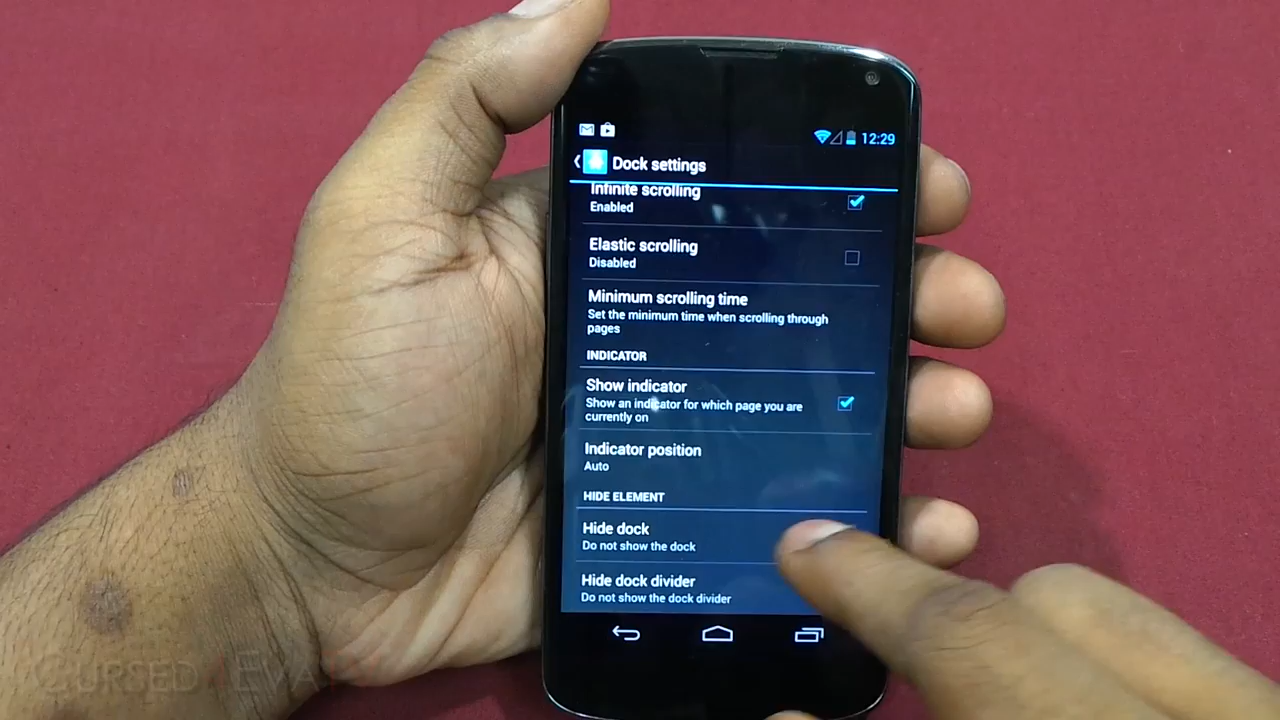 12:29
Dock settings
Infinite scrolling
Enabled
Elastic scrolling
Disabled
Minimum scrolling time
Set the minimum time when scrolling through
pages
INDICATOR
Show indicator
Show an indicator for which page you are
currently on
Indicator position
Auto
HIDE ELEMENT
Hide dock
Do not show the dock
Hide dock divider
Do not show the dock divider